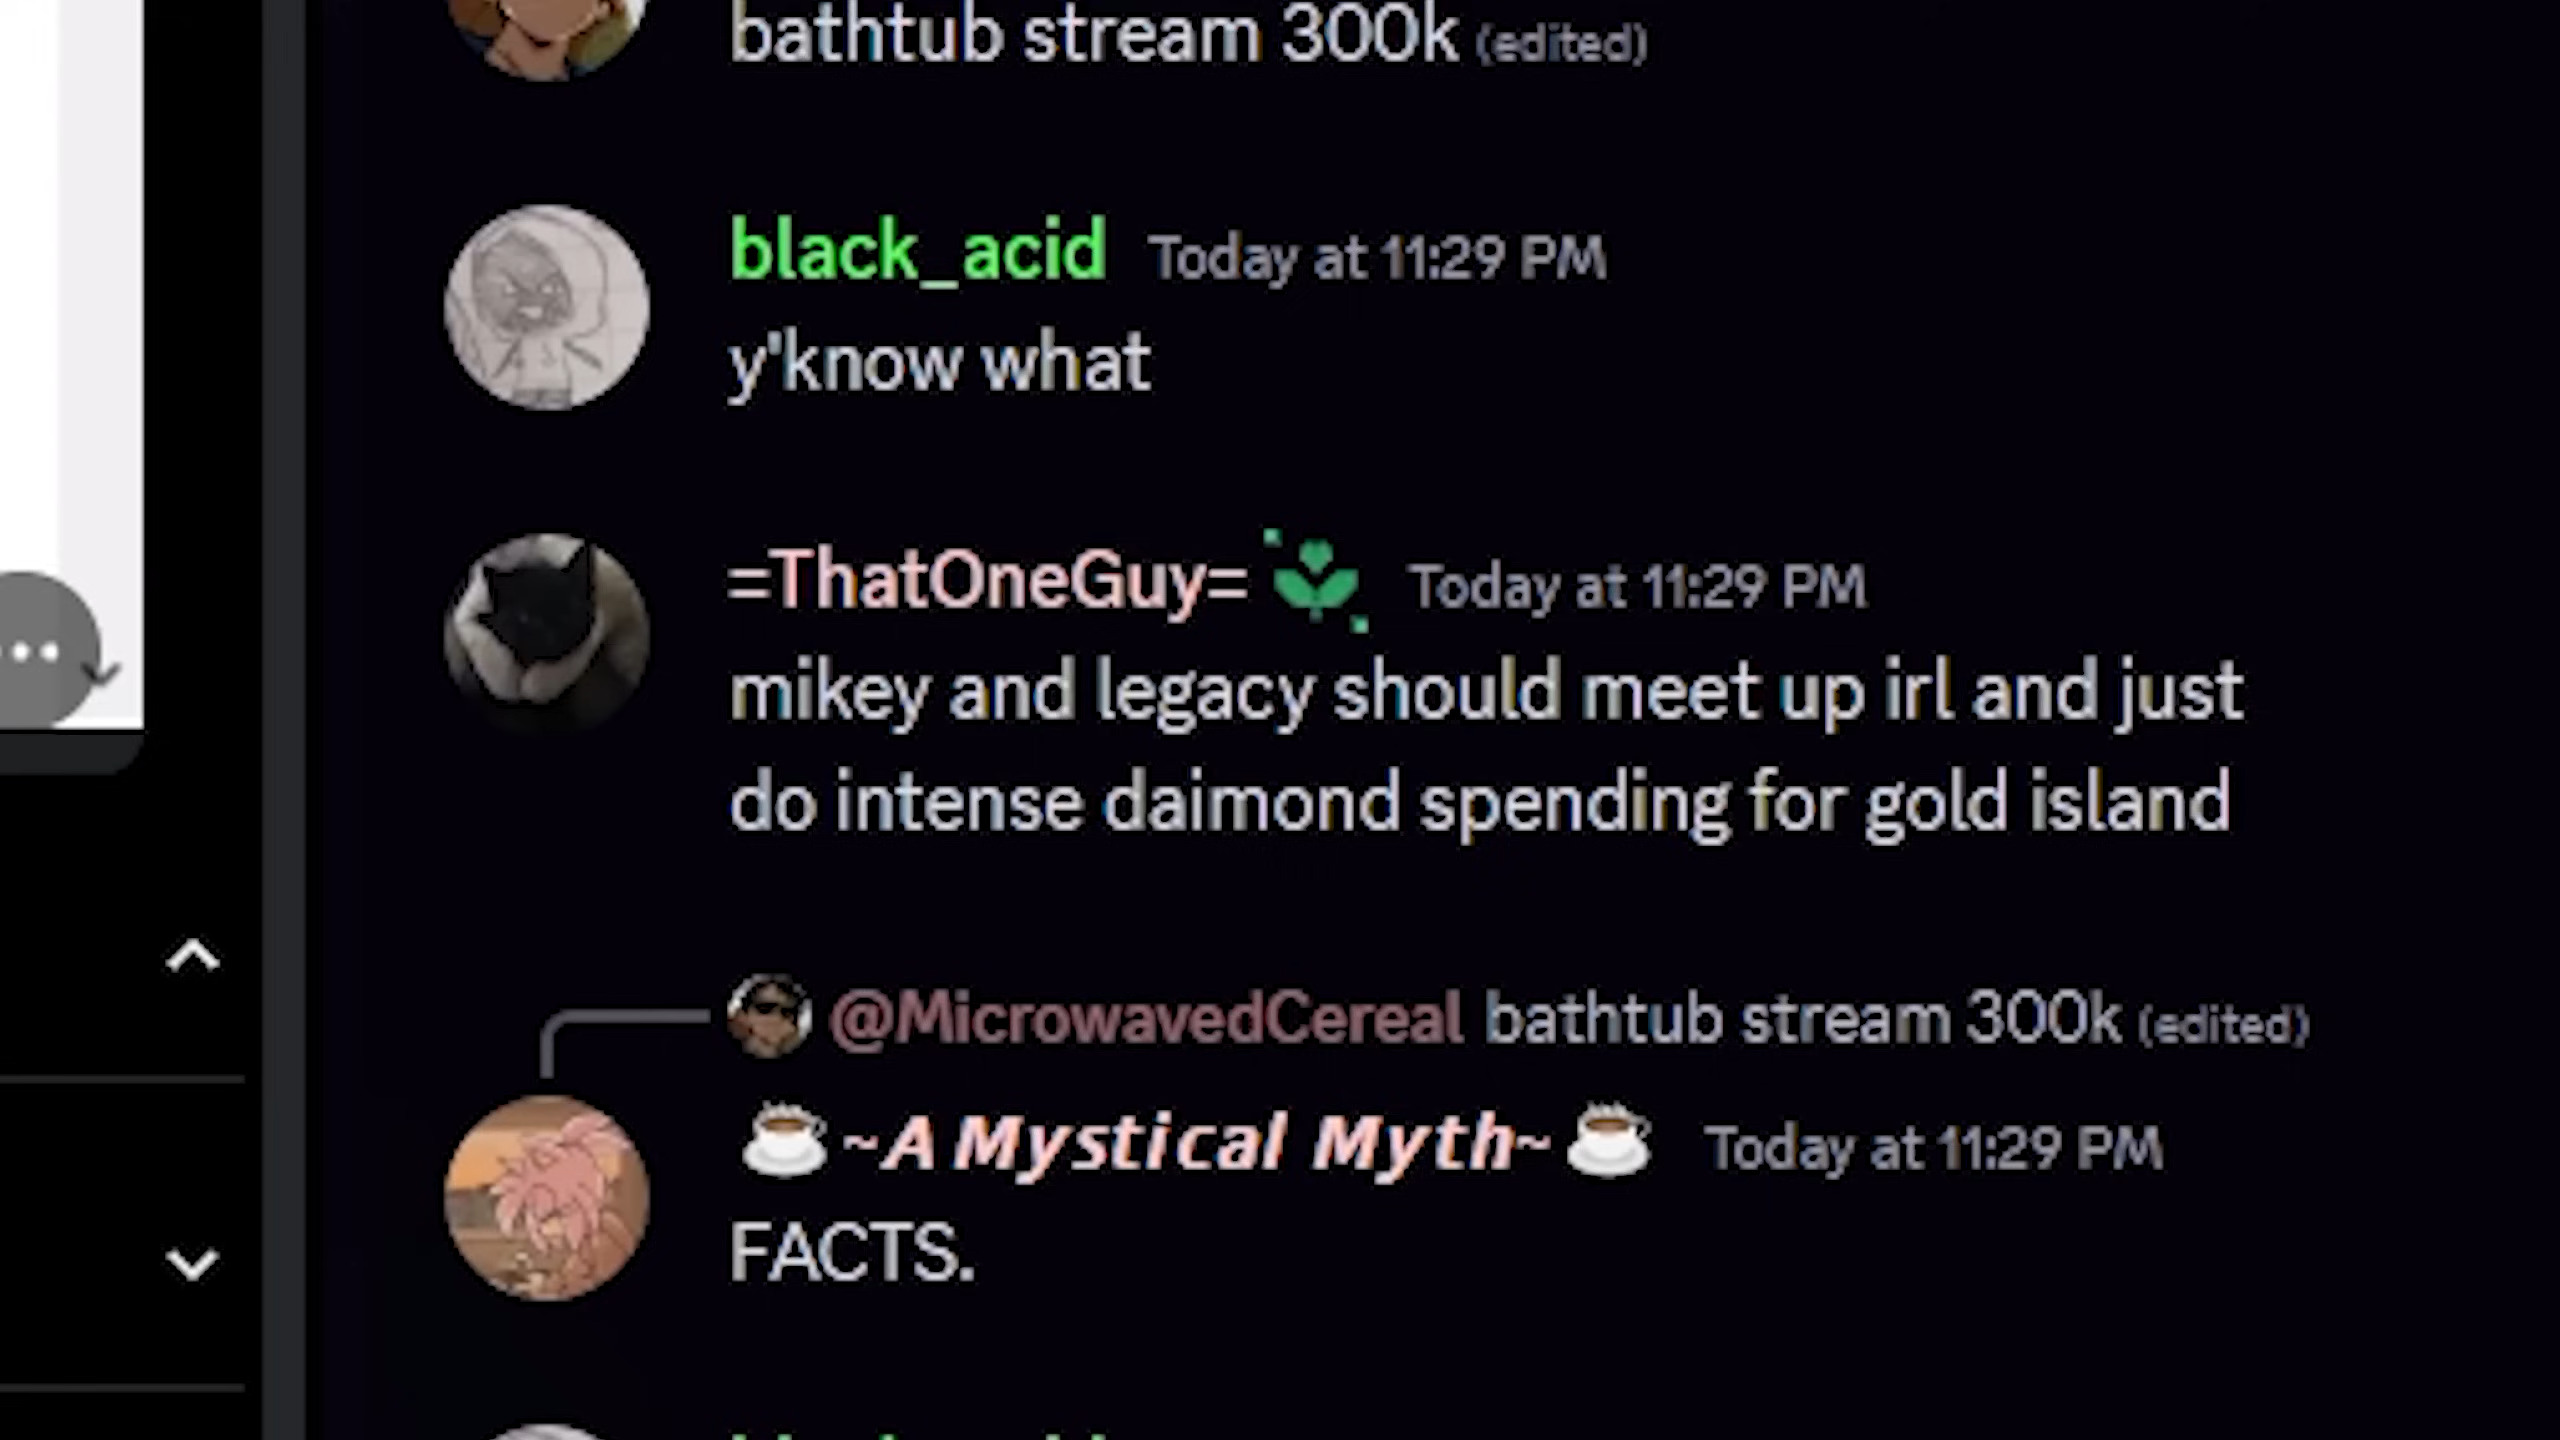 bathtub stream 300k (edited)
black_acid Today at 11:29 PM
y'know what
=ThatOneGuy= Today at 11:29 PM
mikey and legacy should meet up irl and just
do intense daimond spending for gold island
@MicrowavedCereal bathtub stream 300k (edited)
☕ ~A Mystical Myth~ ☕ Today at 11:29 PM
FACTS.